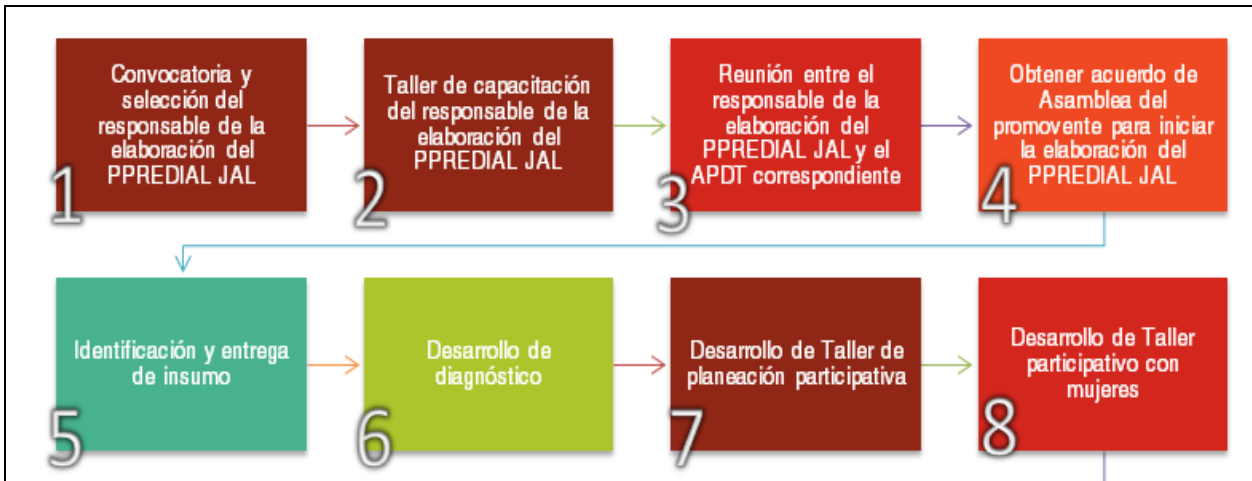 Convocatoria y
selección del
responsable de la
elaboración del
PPREDIAL JAL
1
Taller de capacitación
del responsable de la
elaboración del
PPREDIAL JAL
2
Reunión entre el
responsable de la
elaboración del
PPREDIAL JAL y el
APDT correspondiente
3
Obtener acuerdo de
Asamblea del
promovente para iniciar
la elaboración del
PPREDIAL JAL
4
Identificación y entrega
de insumo
5
Desarrollo de
diagnóstico
6
Desarrollo de Taller de
planeación participativa
7
Desarrollo de Taller
participativo con
mujeres
8